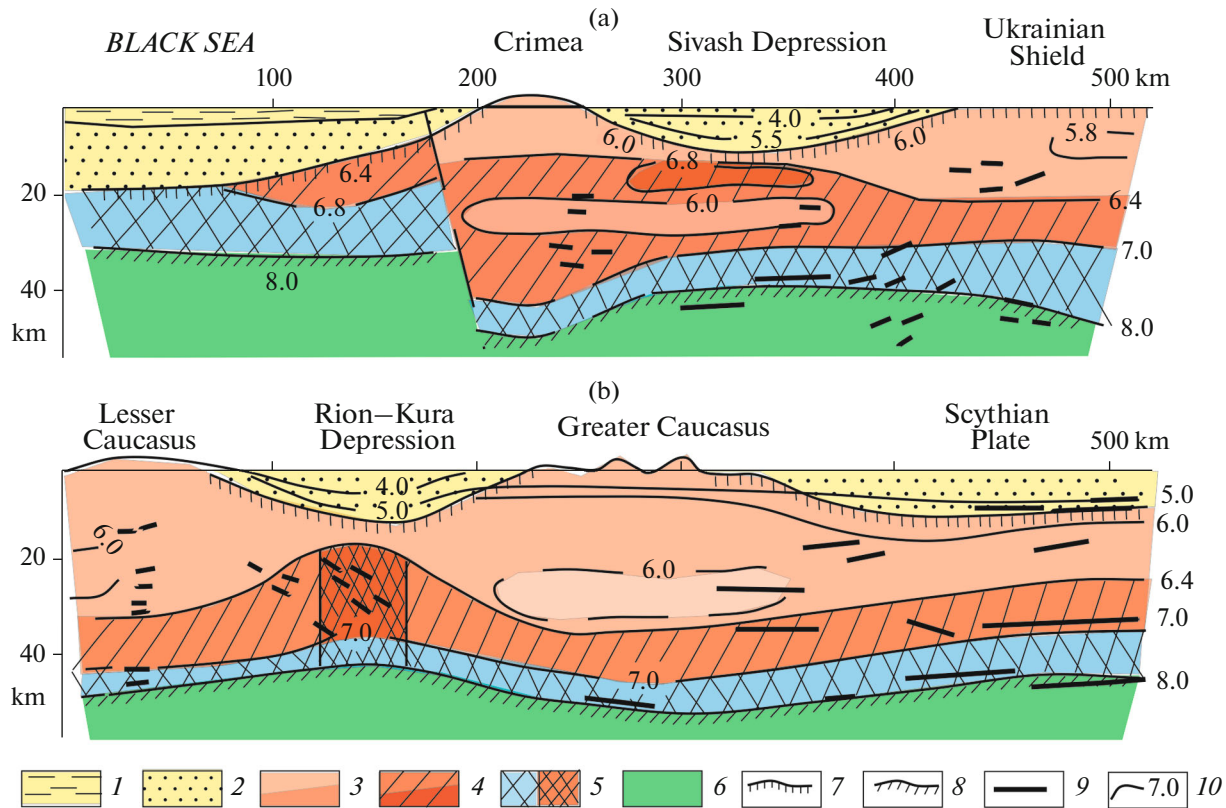 (a)
BLACK SEA Crimea Sivash Depression Ukrainian
Shield
100 200 300 400 500 km
4.0 5.8
5.5
6.0 6.0
6.8
6.4
20 6.8 6.0 6.4
7.0
40 8.0
km 8.0
(b)
Lesser
Caucasus Rion–Kura
Depression Greater Caucasus Scythian
Plate 500 km
4.0
5.0 5.0
6.0 6.0
20 6.0 6.4
7.0 7.0
40 7.0 8.0
km
1 2 3 4 5 6 7 8 9 7.0 10